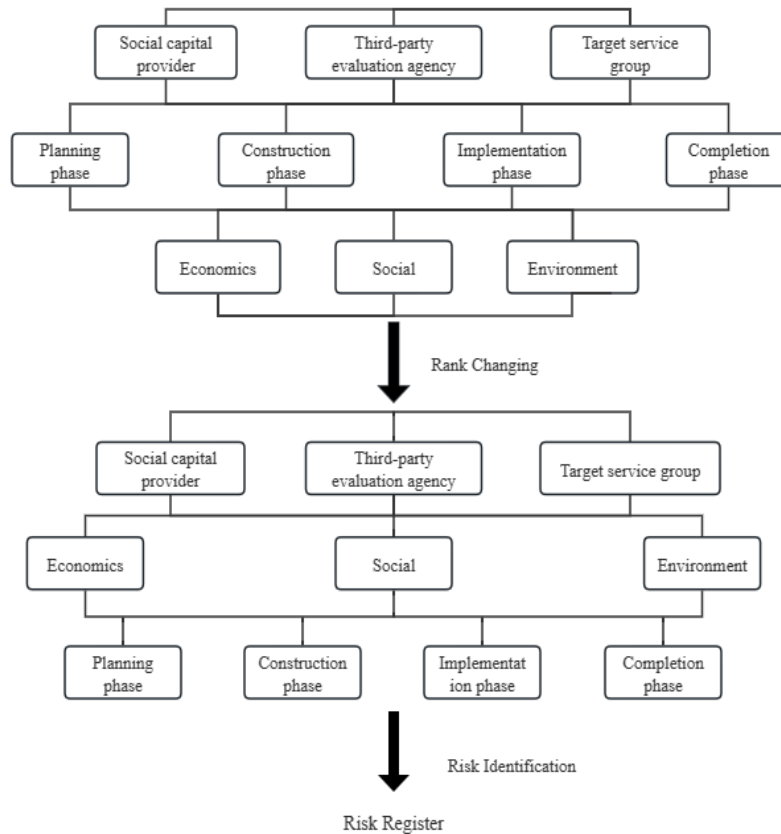 Social capital
provider
Third-party
evaluation agency
Target service
group
Planning
phase
Construction
phase
Implementation
phase
Completion
phase
Economics
Social
Environment
Rank Changing
Social capital
provider
Third-party
evaluation agency
Target service group
Economics
Social
Environment
Planning
phase
Construction
phase
Implementat
ion phase
Completion
phase
Risk Identification
Risk Register